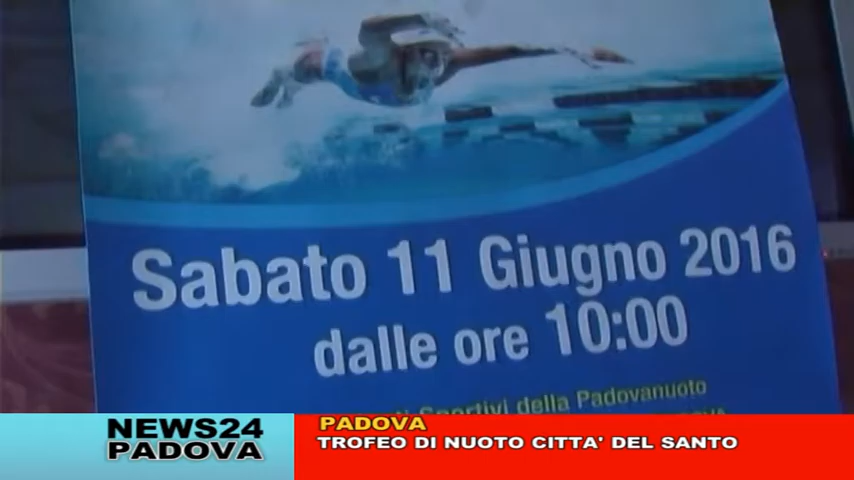 Sabato 11 Giugno 2016
dalle ore 10:00
Sportivi della Padovanuoto
NEWS24
PADOVA
PADOVA
TROFEO DI NUOTO CITTA' DEL SANTO